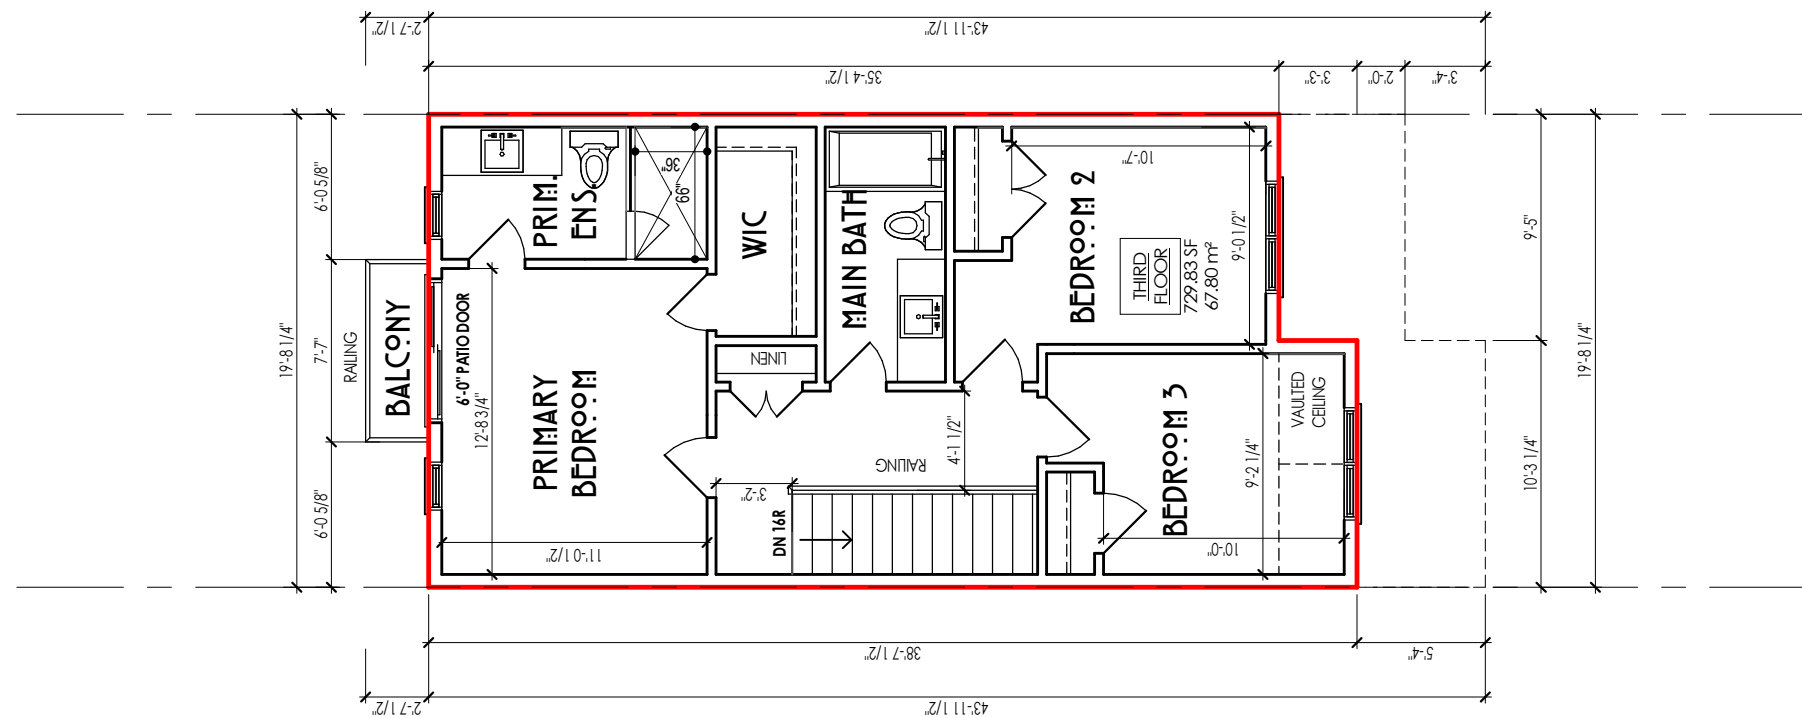 2'-7 1/2"
43'-11 1/2"
35'-4 1/2"
3'-3"
2'-0"
3'-4"
19'-8 1/4"
6'-0 5/8"
7'-7"
6'-0 5/8"
RAILING
BALCONY
6'-0" PATIO DOOR
12'-8 3/4"
PRIM.
ENS
36"
66"
WIC
MAIN BATH
BEDROOM 2
10'-7"
9'-0 1/2"
THIRD
FLOOR
729.83 SF
67.80 m²
9'-5"
19'-8 1/4"
10'-3 1/4"
PRIMARY
BEDROOM
11'-0 1/2"
LINEN
3'-2"
DN 16R
RAILING
4'-1 1/2"
BEDROOM 3
9'-2 1/4"
10'-0"
VAULTED
CEILING
38'-7 1/2"
5'-4"
2'-7 1/2"
43'-11 1/2"